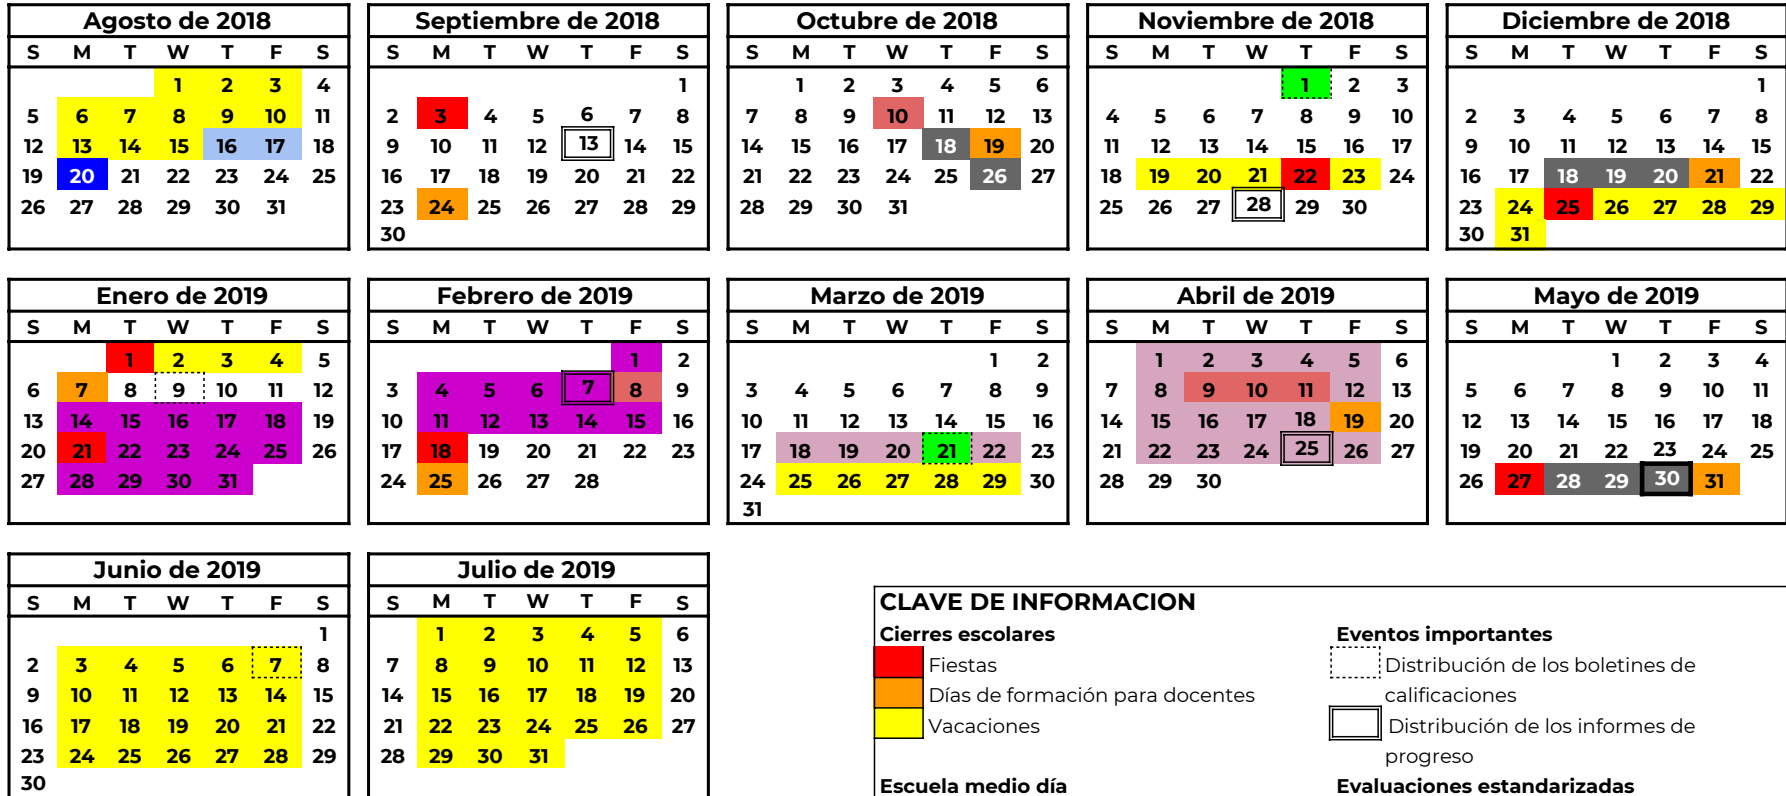 Agosto de 2018
S M T W T F S
1 2 3 4
5 6 7 8 9 10 11
12 13 14 15 16 17 18
19 20 21 22 23 24 25
26 27 28 29 30 31
Septiembre de 2018
S M T W T F S
1
2 3 4 5 6 7 8
9 10 11 12 13 14 15
16 17 18 19 20 21 22
23 24 25 26 27 28 29
30
Octubre de 2018
S M T W T F S
1 2 3 4 5 6
7 8 9 10 11 12 13
14 15 16 17 18 19 20
21 22 23 24 25 26 27
28 29 30 31
Noviembre de 2018
S M T W T F S
1 2 3
4 5 6 7 8 9 10
11 12 13 14 15 16 17
18 19 20 21 22 23 24
25 26 27 28 29 30
Diciembre de 2018
S M T W T F S
1
2 3 4 5 6 7 8
9 10 11 12 13 14 15
16 17 18 19 20 21 22
23 24 25 26 27 28 29
30 31
Enero de 2019
S M T W T F S
1 2 3 4 5
6 7 8 9 10 11 12
13 14 15 16 17 18 19
20 21 22 23 24 25 26
27 28 29 30 31
Febrero de 2019
S M T W T F S
1 2
3 4 5 6 7 8 9
10 11 12 13 14 15 16
17 18 19 20 21 22 23
24 25 26 27 28
Marzo de 2019
S M T W T F S
1 2
3 4 5 6 7 8 9
10 11 12 13 14 15 16
17 18 19 20 21 22 23
24 25 26 27 28 29 30
31
Abril de 2019
S M T W T F S
1 2 3 4 5 6
7 8 9 10 11 12 13
14 15 16 17 18 19 20
21 22 23 24 25 26 27
28 29 30
Mayo de 2019
S M T W T F S
1 2 3 4
5 6 7 8 9 10 11
12 13 14 15 16 17 18
19 20 21 22 23 24 25
26 27 28 29 30 31
Junio de 2019
S M T W T F S
1
2 3 4 5 6 7 8
9 10 11 12 13 14 15
16 17 18 19 20 21 22
23 24 25 26 27 28 29
30
Julio de 2019
S M T W T F S
1 2 3 4 5 6
7 8 9 10 11 12 13
14 15 16 17 18 19 20
21 22 23 24 25 26 27
28 29 30 31
CLAVE DE INFORMACION
Cierres escolares
Fiestas
Días de formación para docentes
Vacaciones
Escuela medio día
Eventos importantes
Distribución de los boletines de
calificaciones
Distribución de los informes de
progreso
Evaluaciones estandarizadas